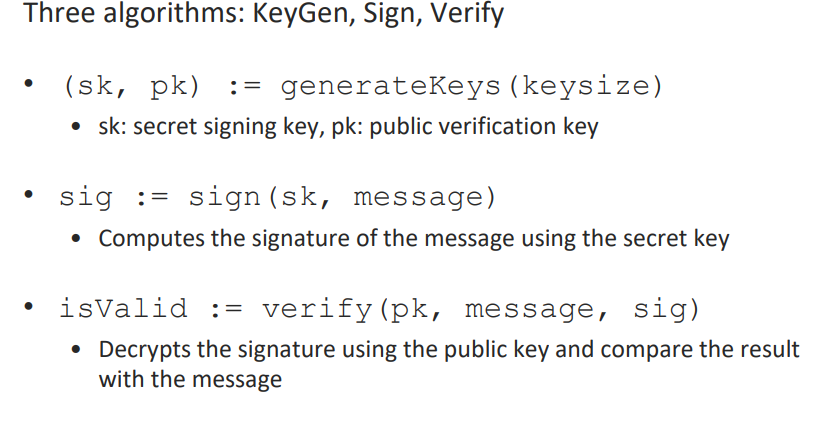 Three algorithms: KeyGen, Sign, Verify
• (sk, pk) := generateKeys(keysize)
• sk: secret signing key, pk: public verification key
• sig := sign(sk, message)
• Computes the signature of the message using the secret key
• isValid := verify(pk, message, sig)
• Decrypts the signature using the public key and compare the result
with the message